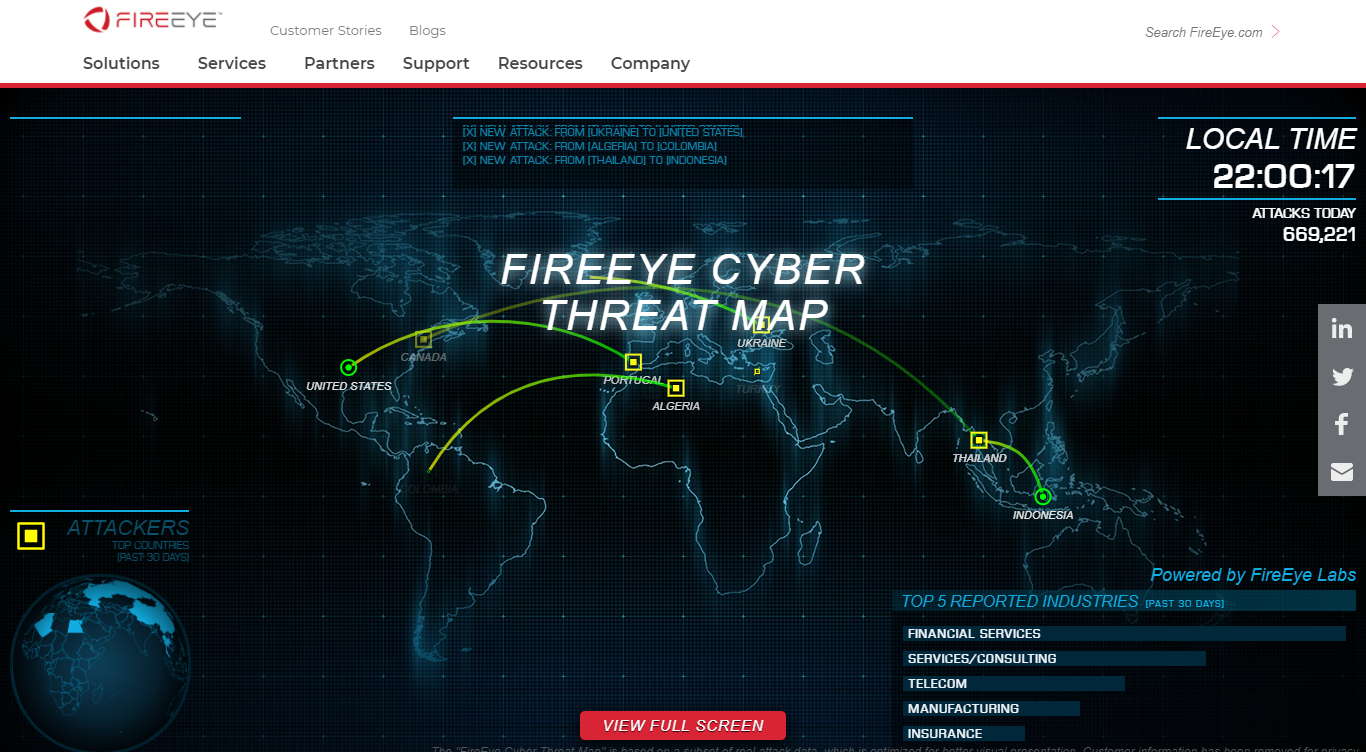 FIREEYE™
Customer Stories Blogs
Search FireEye.com
Solutions Services Partners Support Resources Company
[X] NEW ATTACK: FROM [TURKEY] TO [UNITED STATES]
[X] NEW ATTACK: FROM [UKRAINE] TO [UNITED STATES]
[X] NEW ATTACK: FROM [ALGERIA] TO [COLOMBIA]
[X] NEW ATTACK: FROM [THAILAND] TO [INDONESIA]
LOCAL TIME
22:00:17
ATTACKS TODAY
669,221
FIREEYE CYBER
THREAT MAP
UKRAINE
CANADA
PORTUGAL
UNITED STATES
TURKEY
ALGERIA
THAILAND
COLOMBIA
INDONESIA
ATTACKERS
TOP COUNTRIES
(PAST 30 DAYS)
Powered by FireEye Labs
TOP 5 REPORTED INDUSTRIES [PAST 30 DAYS]
FINANCIAL SERVICES
SERVICES/CONSULTING
TELECOM
MANUFACTURING
INSURANCE
VIEW FULL SCREEN
The "FireEye Cyber Threat Map" is based on a subset of real attack data, which is optimized for better visual presentation. Customer information has been removed for